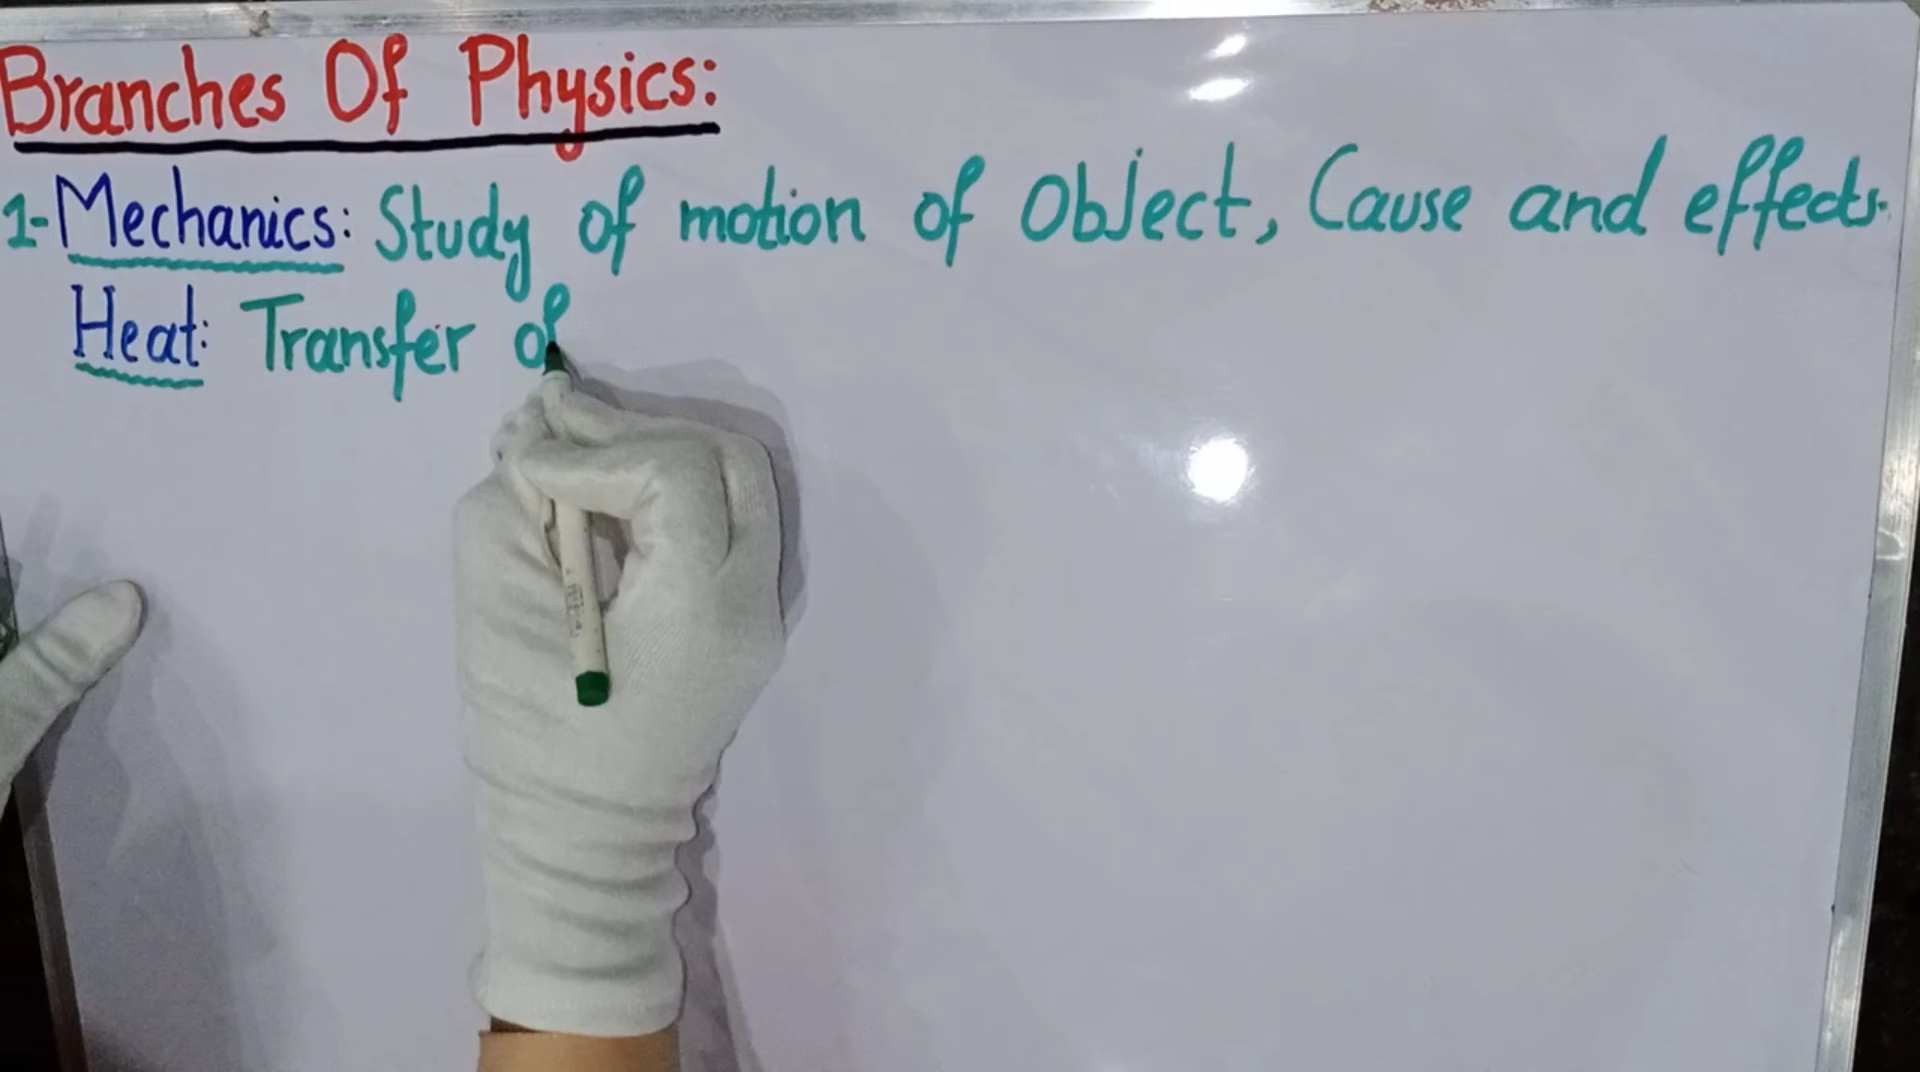 Branches Of Physics:
1- Mechanics: Study of motion of Object, Cause and effects.
Heat: Transfer of